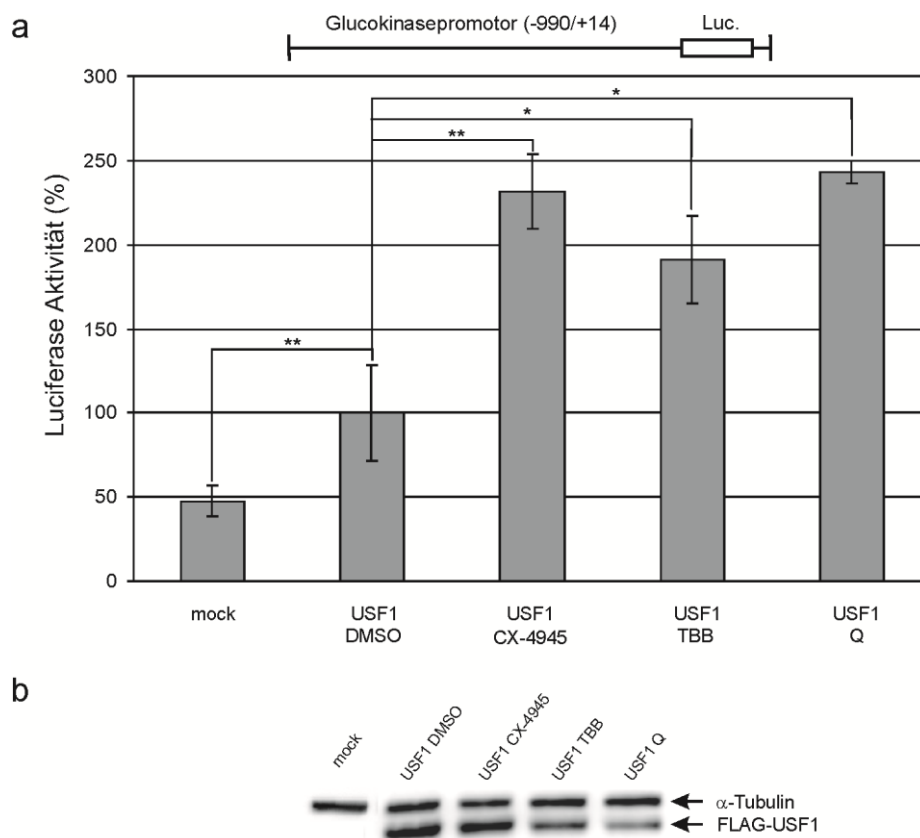 a
Glucokinasepromotor (-990/+14)
Luc.
Luciferase Aktivität (%)
300
250
200
150
100
50
0
**
**
*
*
mock
USF1
DMSO
USF1
CX-4945
USF1
TBB
USF1
Q
b
mock
USF1 DMSO
USF1 CX-4945
USF1 TBB
USF1 Q
α-Tubulin
FLAG-USF1